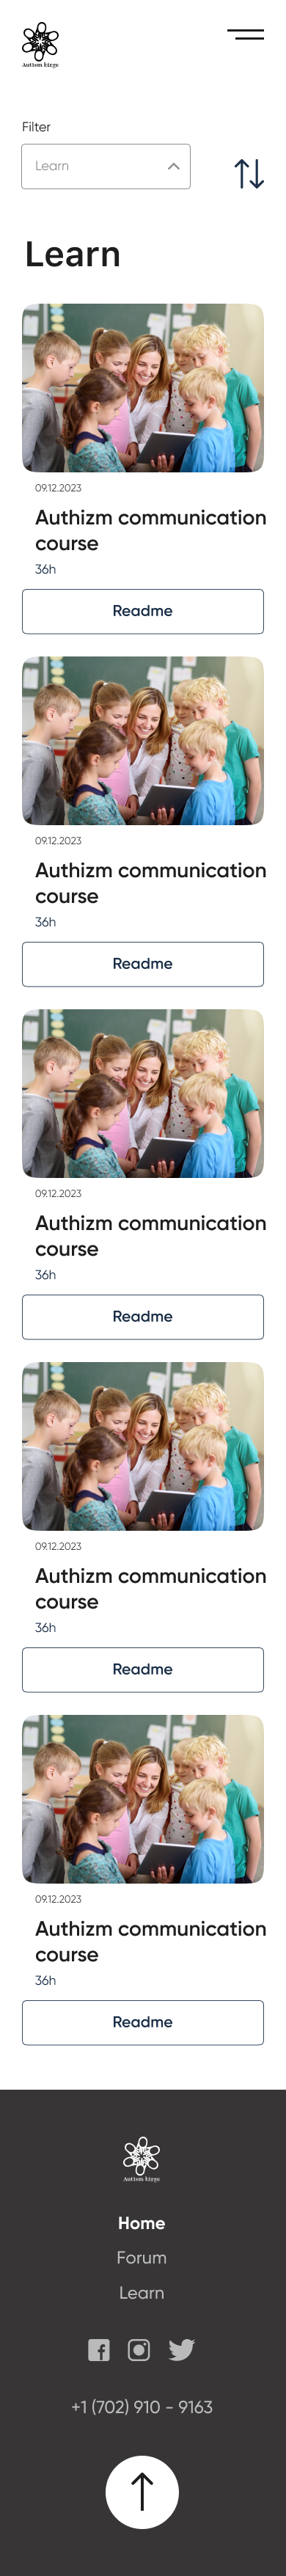 Autism birge
Filter
Learn
Learn
09.12.2023
Authizm communication
course
36h
Readme
09.12.2023
Authizm communication
course
36h
Readme
09.12.2023
Authizm communication
course
36h
Readme
09.12.2023
Authizm communication
course
36h
Readme
09.12.2023
Authizm communication
course
36h
Readme
Autism birge
Home
Forum
Learn
+1 (702) 910 - 9163